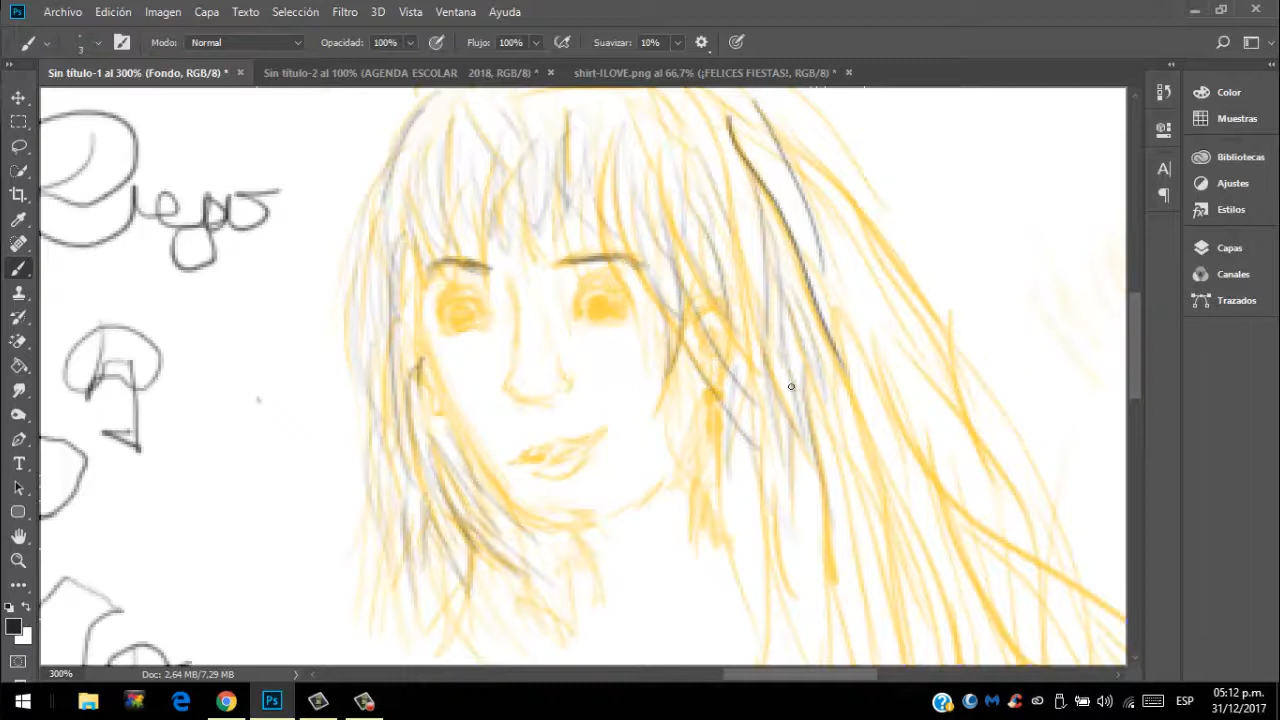 Ps Archivo Edición Imagen Capa Texto Selección Filtro 3D Vista Ventana Ayuda
3 Modo: Normal Opacidad: 100% Flujo: 100% Suavizar: 10%
Sin título-1 al 300% (Fondo, RGB/8) * × Sin título-2 al 100% (AGENDA ESCOLAR 2018, RGB/8) * × shirt-ILOVE.png al 66,7% (¡FELICES FIESTAS!, RGB/8) * ×
Color
Muestras
Bibliotecas
Ajustes
Estilos
Capas
Canales
Trazados
300% Doc: 2,64 MB/7,29 MB
Ps ESP 05:12 p.m.
31/12/2017